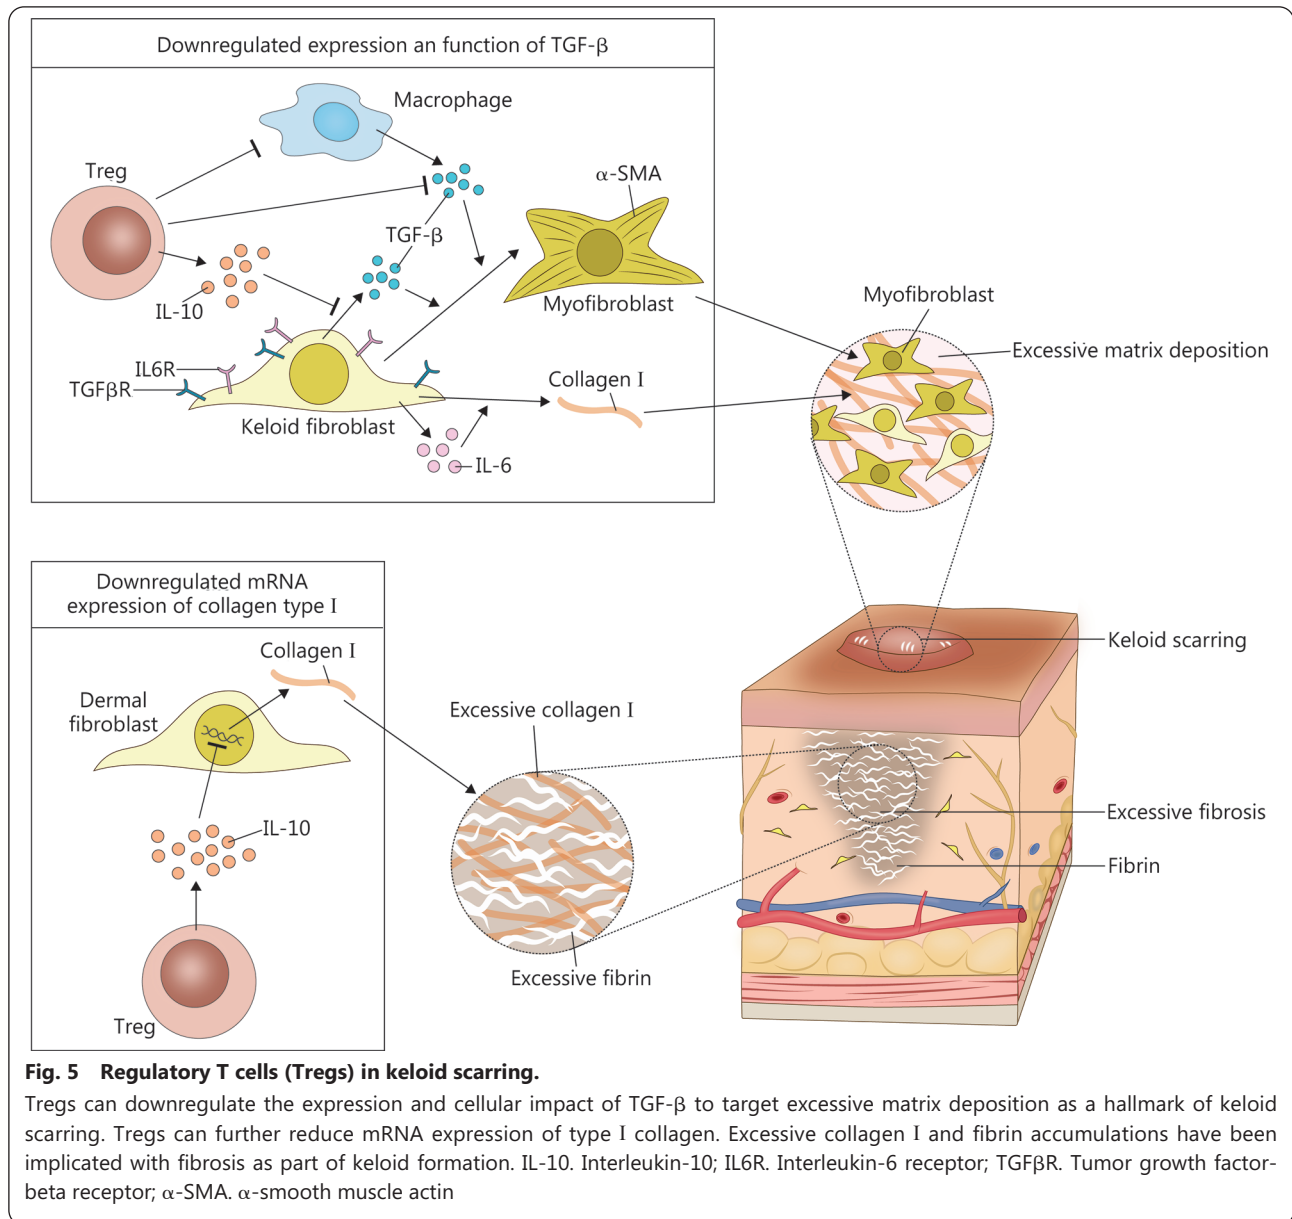 Downregulated expression an function of TGF-β
Macrophage
Treg
α-SMA
TGF-β
IL-10
Myofibroblast
IL6R
TGFβR
Keloid fibroblast
Collagen I
IL-6
Myofibroblast
Excessive matrix deposition
Downregulated mRNA
expression of collagen type I
Collagen I
Dermal
fibroblast
IL-10
Treg
Excessive collagen I
Excessive fibrin
Keloid scarring
Excessive fibrosis
Fibrin
Fig. 5 Regulatory T cells (Tregs) in keloid scarring.
Tregs can downregulate the expression and cellular impact of TGF-β to target excessive matrix deposition as a hallmark of keloid
scarring. Tregs can further reduce mRNA expression of type I collagen. Excessive collagen I and fibrin accumulations have been
implicated with fibrosis as part of keloid formation. IL-10. Interleukin-10; IL6R. Interleukin-6 receptor; TGFβR. Tumor growth factor-
beta receptor; α-SMA. α-smooth muscle actin